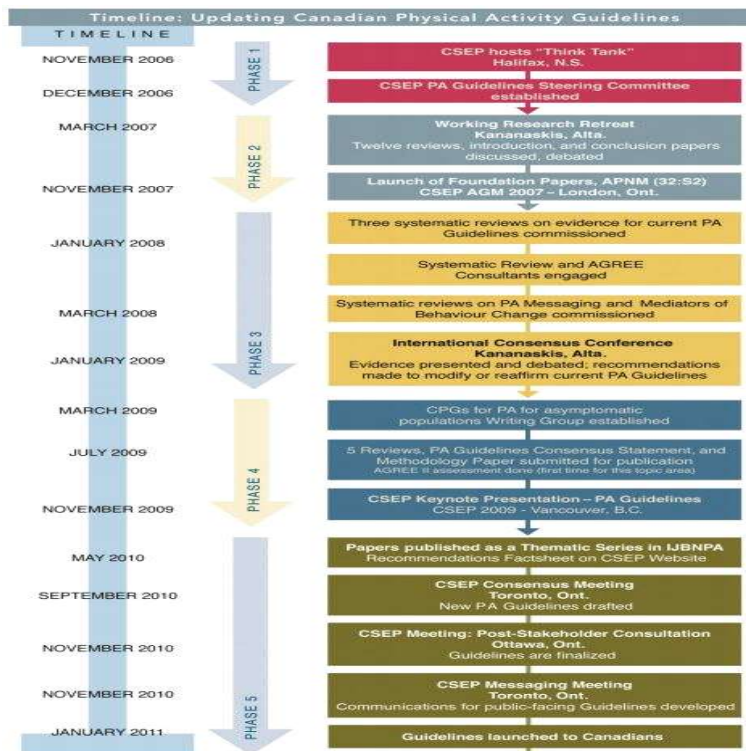 Timeline: Updating Canadian Physical Activity Guidelines
TIMELINE
NOVEMBER 2006
DECEMBER 2006
MARCH 2007
NOVEMBER 2007
JANUARY 2008
MARCH 2008
JANUARY 2009
MARCH 2009
JULY 2009
NOVEMBER 2009
MAY 2010
SEPTEMBER 2010
NOVEMBER 2010
NOVEMBER 2010
JANUARY 2011
PHASE 1
PHASE 2
PHASE 3
PHASE 4
PHASE 5
CSEP hosts “Think Tank”
Halifax, N.S.
CSEP PA Guidelines Steering Committee
established
Working Research Retreat
Kananaskis, Alta.
Twelve reviews, introduction, and conclusion papers
discussed, debated
Launch of Foundation Papers, APNM (32:S2)
CSEP AGM 2007 – London, Ont.
Three systematic reviews on evidence for current PA
Guidelines commissioned
Systematic Review and AGREE
Consultants engaged
Systematic reviews on PA Messaging and Mediators of
Behaviour Change commissioned
International Consensus Conference
Kananaskis, Alta.
Evidence presented and debated; recommendations
made to modify or reaffirm current PA Guidelines
CPGs for PA for asymptomatic
populations Writing Group established
5 Reviews, PA Guidelines Consensus Statement, and
Methodology Paper submitted for publication
AGREE II assessment done (first time for this topic area)
CSEP Keynote Presentation – PA Guidelines
CSEP 2009 - Vancouver, B.C.
Papers published as a Thematic Series in IJBNPA
Recommendations Factsheet on CSEP Website
CSEP Consensus Meeting
Toronto, Ont.
New PA Guidelines drafted
CSEP Meeting: Post-Stakeholder Consultation
Ottawa, Ont.
Guidelines are finalized
CSEP Messaging Meeting
Toronto, Ont.
Communications for public-facing Guidelines developed
Guidelines launched to Canadians